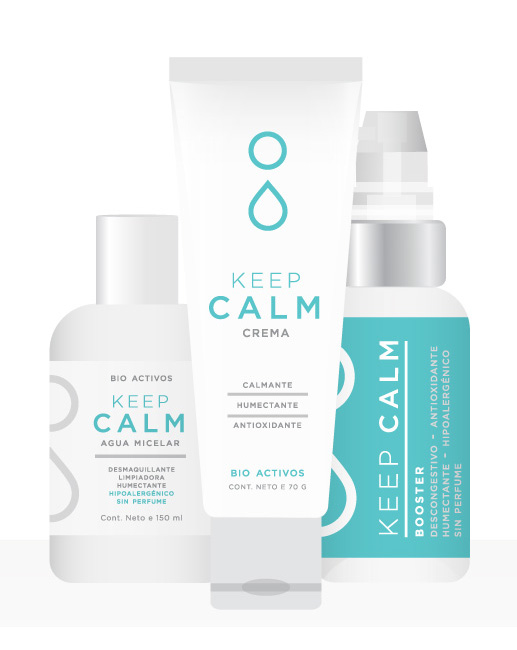 BIO ACTIVOS
KEEP
CALM
AGUA MICELAR
DESMAQUILLANTE
LIMPIADORA
HUMECTANTE
HIPOALERGÉNICO
SIN PERFUME
Cont. Neto e 150 ml
KEEP
CALM
CREMA
CALMANTE
HUMECTANTE
ANTIOXIDANTE
BIO ACTIVOS
CONT. NETO E 70 G
KEEP CALM
BOOSTER
DESCONGESTIVO - ANTIOXIDANTE
HUMECTANTE - HIPOALERGÉNICO
SIN PERFUME